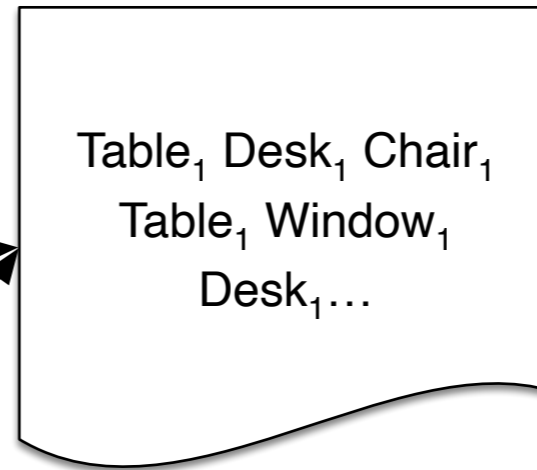 Table₁ Desk₁ Chair₁
Table₁ Window₁
Desk₁…